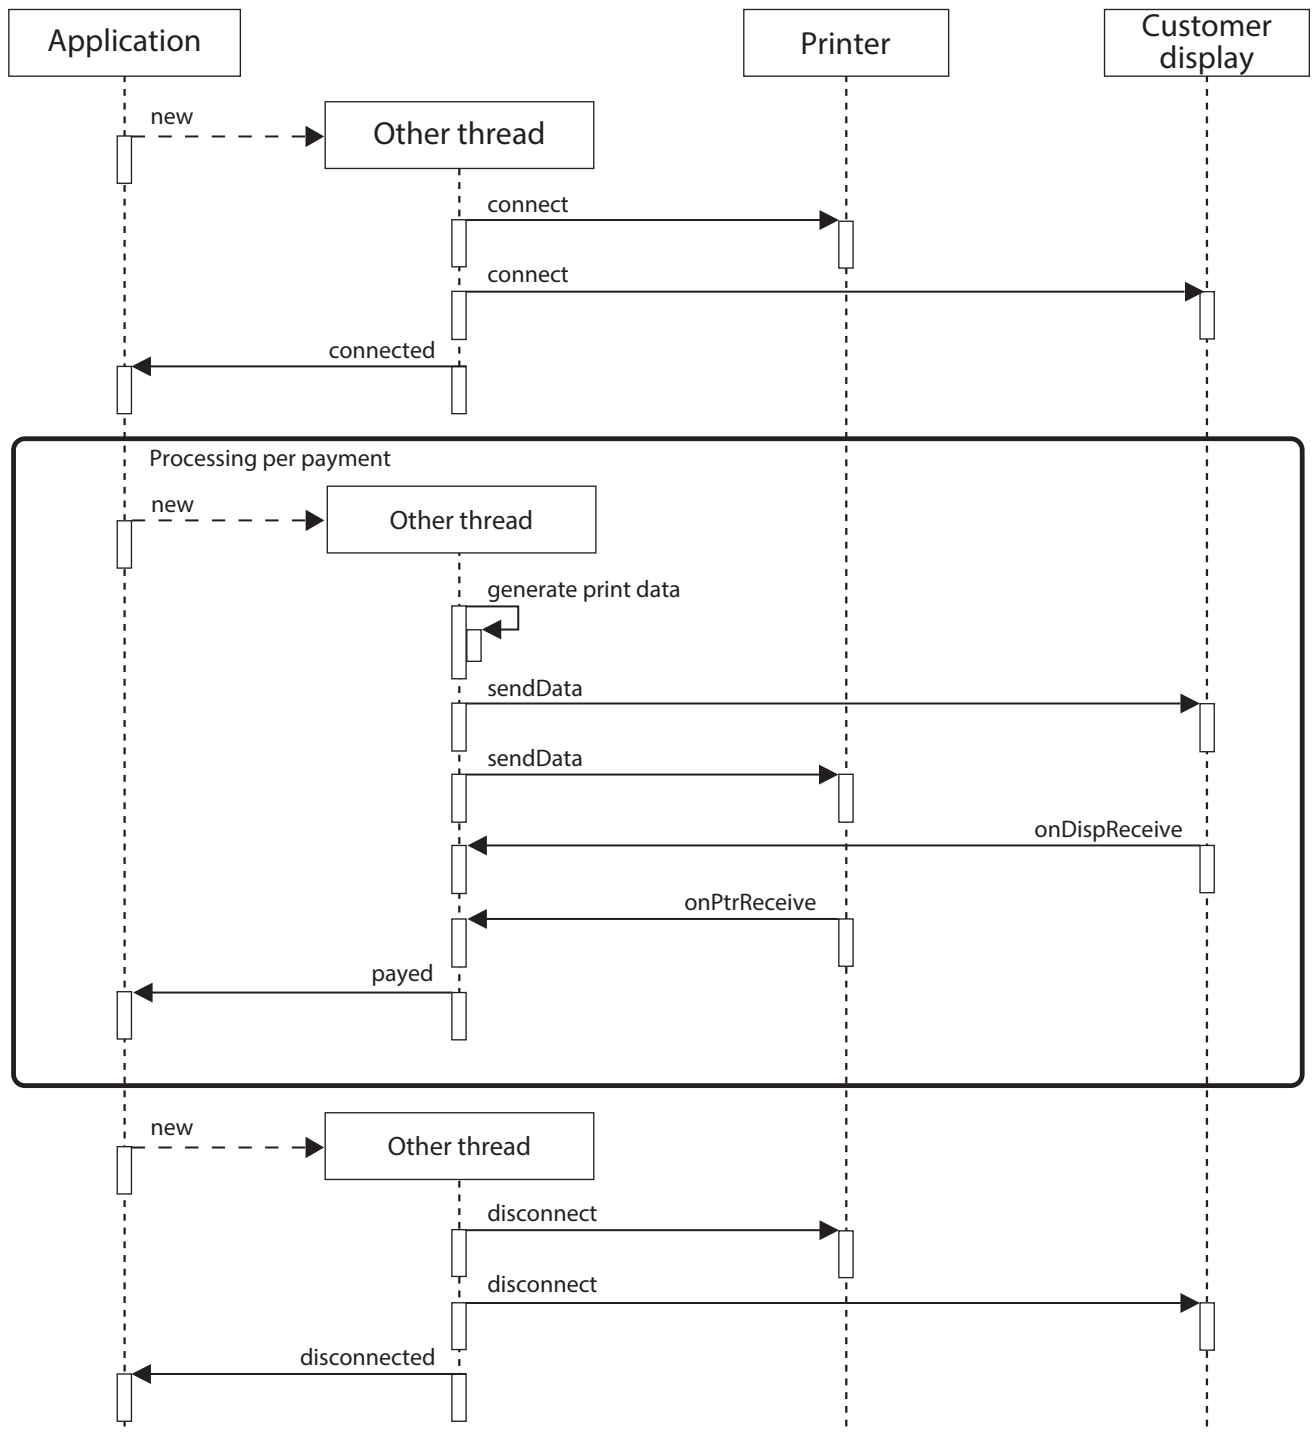 Application
Printer
Customer
display
new
Other thread
connect
connect
connected
Processing per payment
new
Other thread
generate print data
sendData
sendData
onDispReceive
onPtrReceive
payed
new
Other thread
disconnect
disconnect
disconnected